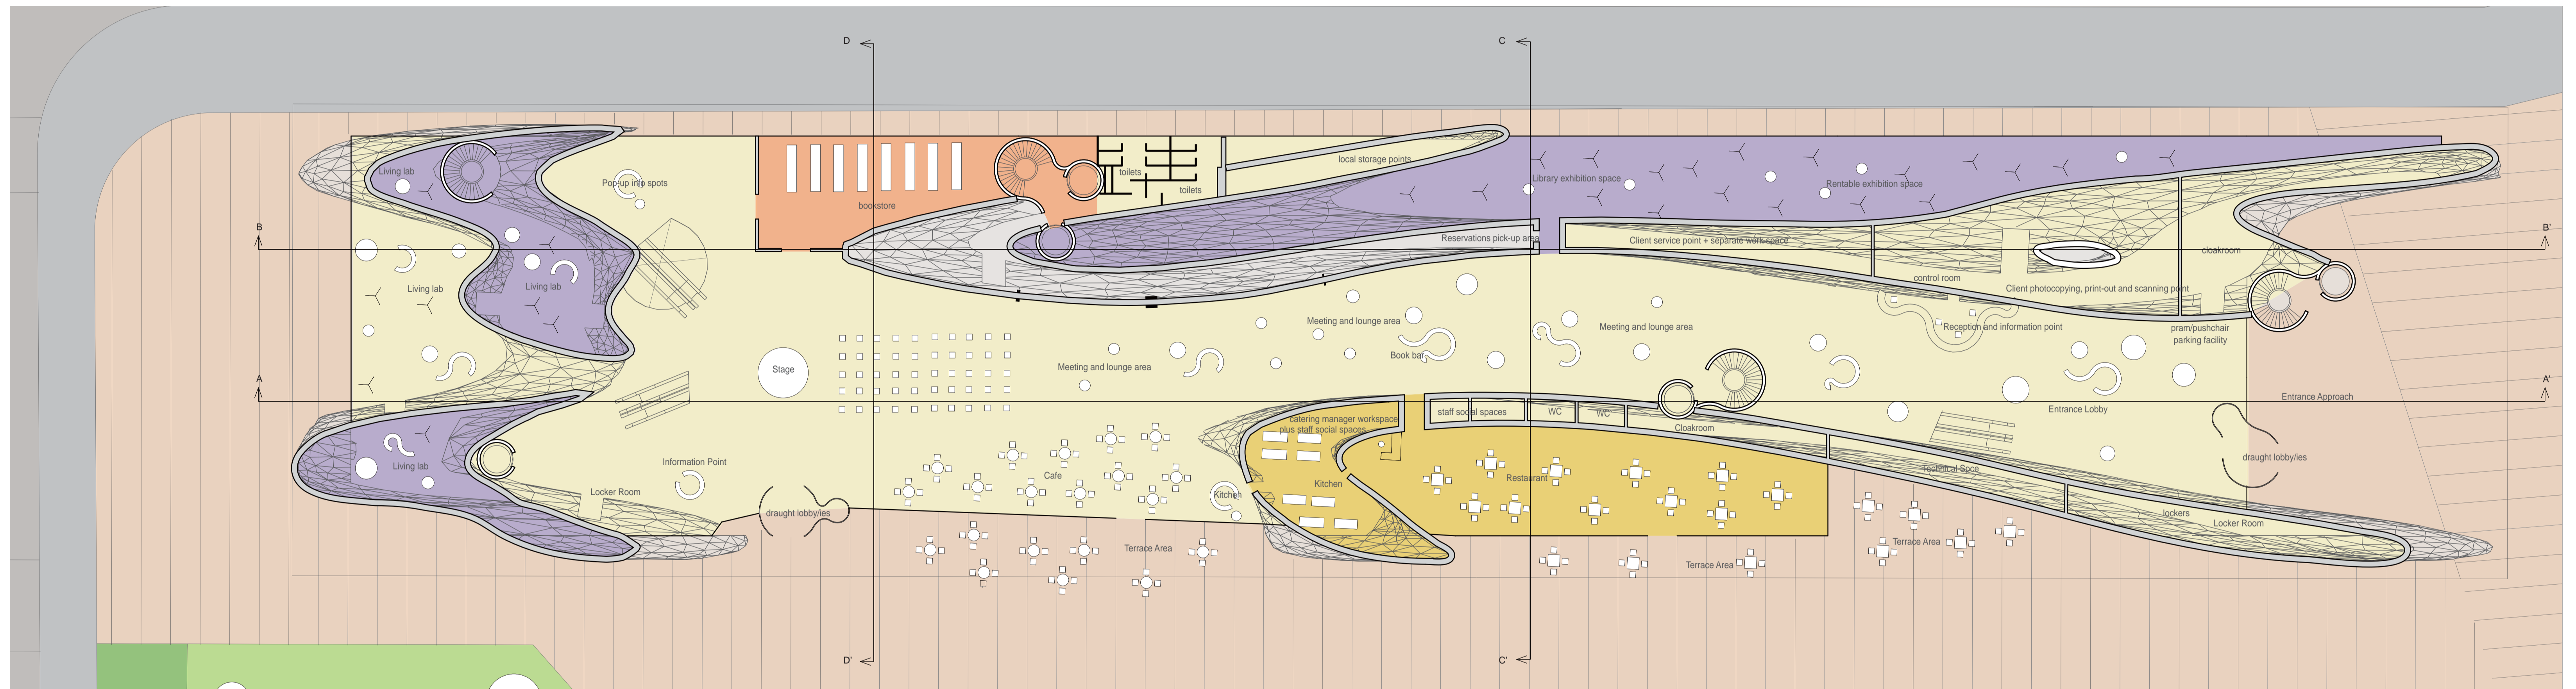 D
C
Living lab
Pop-up info spots
bookstore
toilets
toilets
local storage points
Library exhibition space
Rentable exhibition space
B
B'
Reservations pick-up area
Client service point + separate work space
cloakroom
control room
Client photocopying, print-out and scanning point
Living lab
Living lab
Meeting and lounge area
Meeting and lounge area
Reception and information point
pram/pushchair
parking facility
Book bar
Meeting and lounge area
Stage
A
A'
Entrance Approach
Entrance Lobby
staff social spaces
WC
WC
Cloakroom
catering manager workspace
plus staff social spaces
Living lab
Information Point
Locker Room
Cafe
Kitchen
Kitchen
Restaurant
Technical Spce
draught lobby/ies
draught lobby/ies
lockers
Locker Room
Terrace Area
Terrace Area
Terrace Area
D'
C'